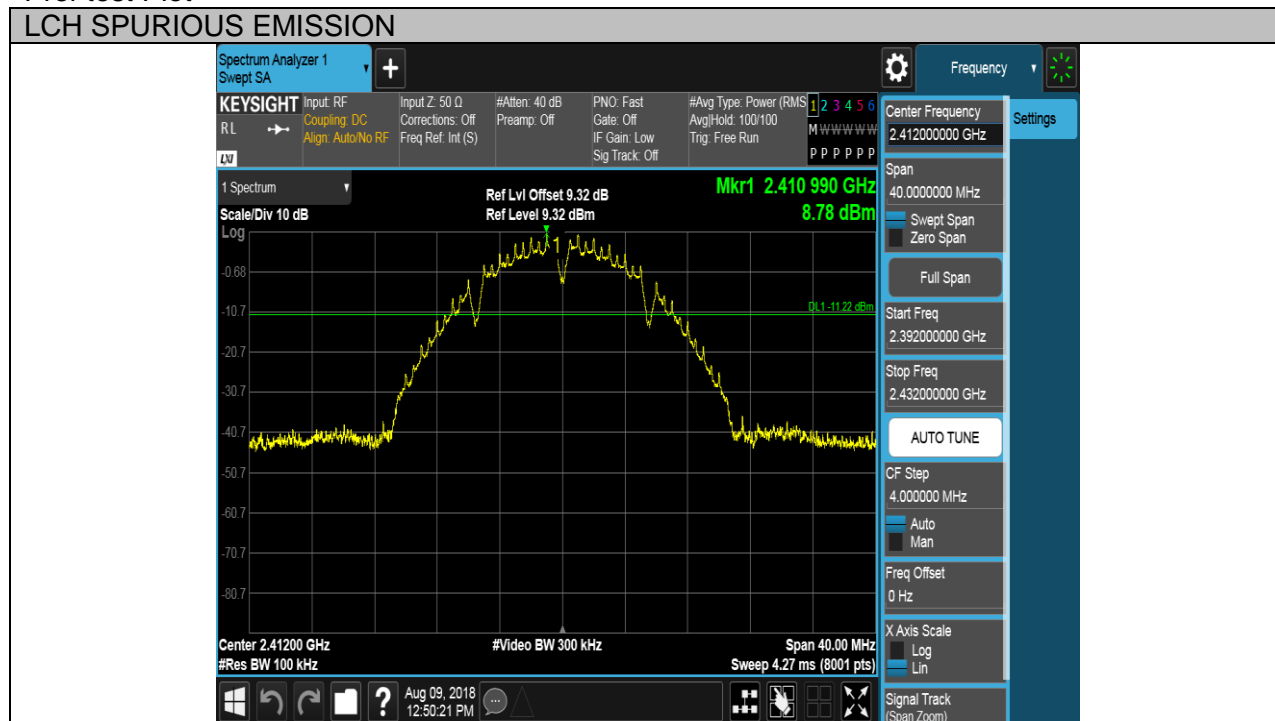 LCH SPURIOUS EMISSION
Spectrum Analyzer 1
Swept SA
+
Frequency
KEYSIGHT
RL
LXI
Input: RF
Coupling: DC
Align: Auto/No RF
Input Z: 50 Ω
Corrections: Off
Freq Ref: Int (S)
#Atten: 40 dB
Preamp: Off
PNO: Fast
Gate: Off
IF Gain: Low
Sig Track: Off
#Avg Type: Power (RMS
Avg|Hold: 100/100
Trig: Free Run
1 2 3 4 5 6
M W W W W W
P P P P P P
1 Spectrum
Scale/Div 10 dB
Ref Lvl Offset 9.32 dB
Ref Level 9.32 dBm
Mkr1 2.410 990 GHz
8.78 dBm
Log
1
-0.68
-10.7
DL1 -11.22 dBm
-20.7
-30.7
-40.7
-50.7
-60.7
-70.7
-80.7
Center 2.41200 GHz
#Res BW 100 kHz
#Video BW 300 kHz
Span 40.00 MHz
Sweep 4.27 ms (8001 pts)
?
Aug 09, 2018
12:50:21 PM
Center Frequency
2.412000000 GHz
Settings
Span
40.0000000 MHz
Swept Span
Zero Span
Full Span
Start Freq
2.392000000 GHz
Stop Freq
2.432000000 GHz
AUTO TUNE
CF Step
4.000000 MHz
Auto
Man
Freq Offset
0 Hz
X Axis Scale
Log
Lin
Signal Track
(Span Zoom)